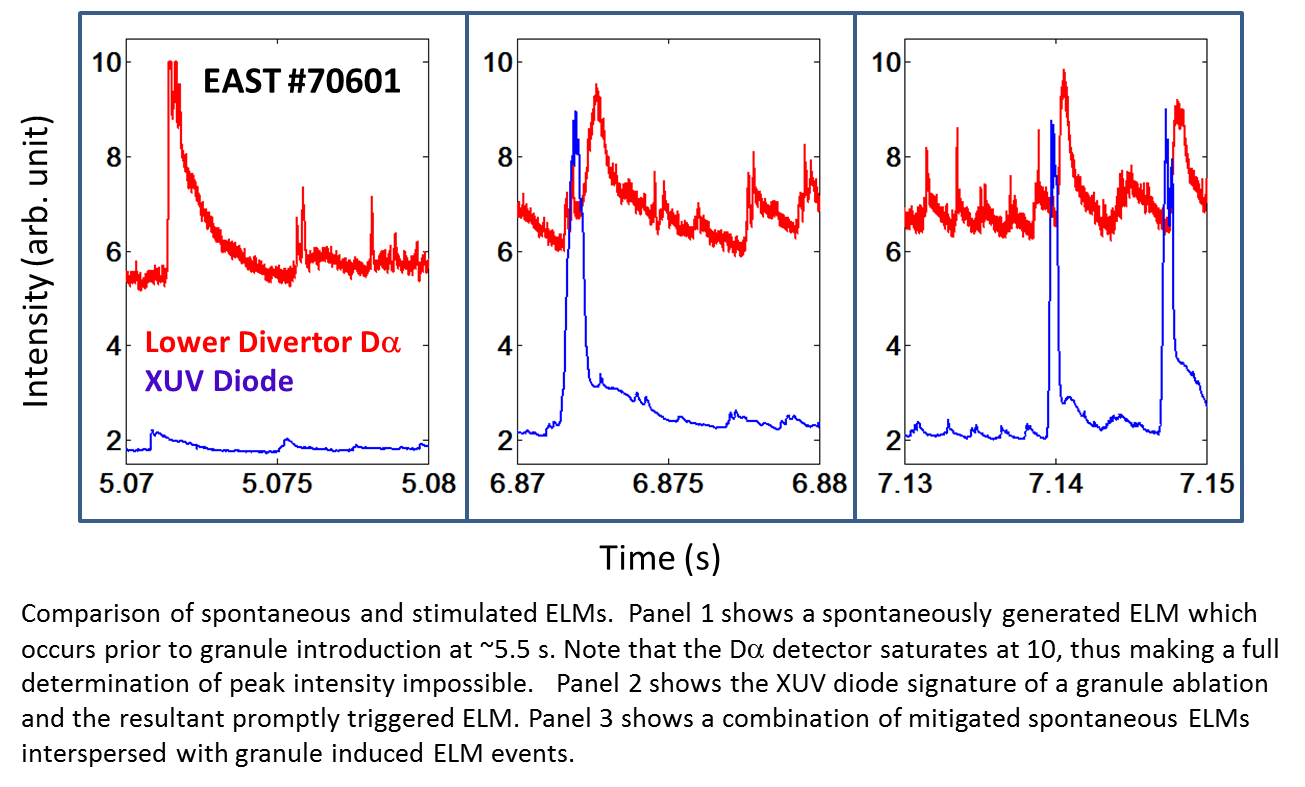 10
8
6
4
2
5.07
5.075
5.08
EAST #70601
Lower Divertor Dα
XUV Diode
10
8
6
4
2
6.87
6.875
6.88
10
8
6
4
2
7.13
7.14
7.15
Intensity (arb. unit)
Time (s)
Comparison of spontaneous and stimulated ELMs. Panel 1 shows a spontaneously generated ELM which
occurs prior to granule introduction at ~5.5 s. Note that the Dα detector saturates at 10, thus making a full
determination of peak intensity impossible. Panel 2 shows the XUV diode signature of a granule ablation
and the resultant promptly triggered ELM. Panel 3 shows a combination of mitigated spontaneous ELMs
interspersed with granule induced ELM events.